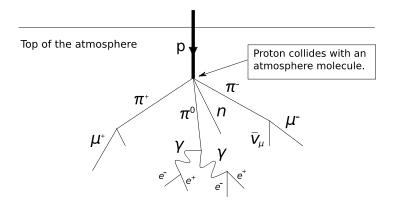 p
Top of the atmosphere
Proton collides with an
atmosphere molecule.
π⁺
π⁰
n
π⁻
μ⁺
γ
γ
ν̅μ
μ⁻
e⁻
e⁺
e⁻
e⁺